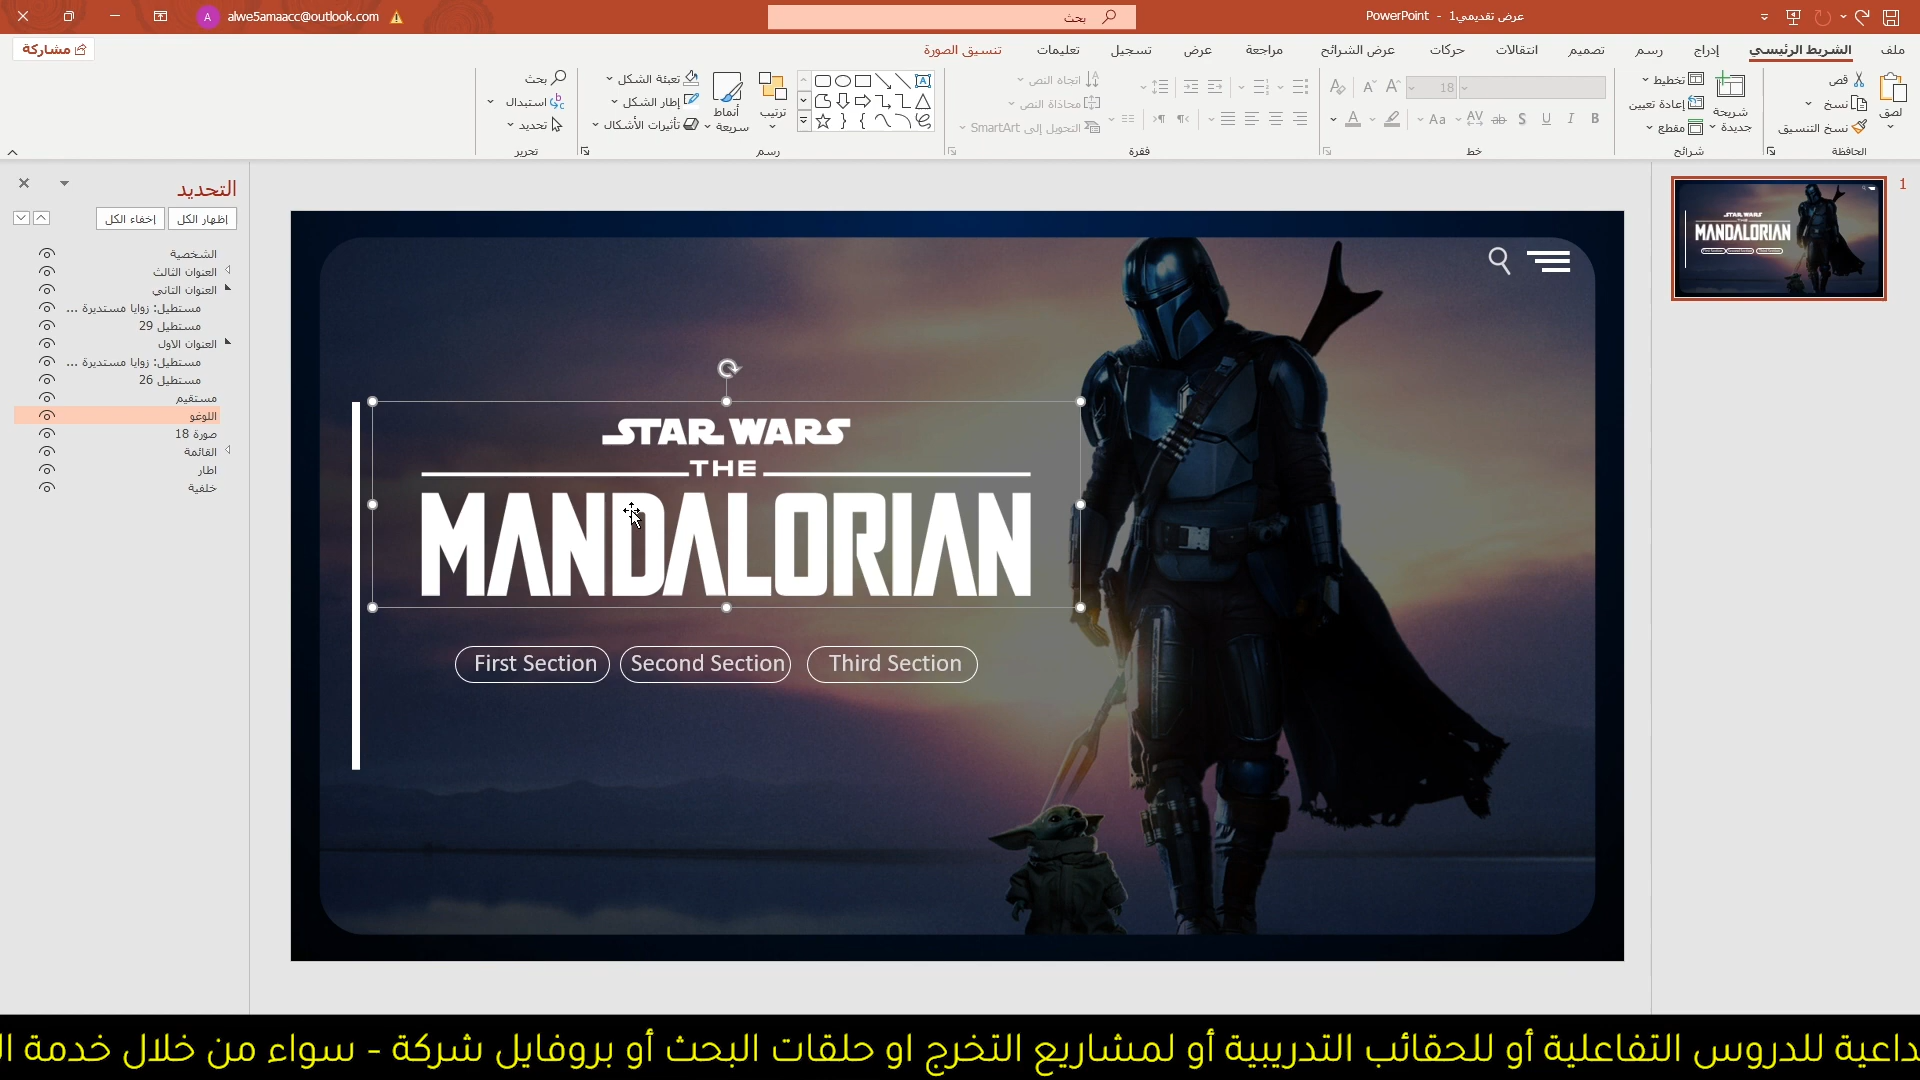 alwe5amaacc@outlook.com
بحث
عرض تقديمي1 - PowerPoint
ملف
الشريط الرئيسي
إدراج
رسم
تصميم
انتقالات
حركات
عرض الشرائح
مراجعة
عرض
تسجيل
تعليمات
تنسيق الصورة
مشاركة
لصق
قص
نسخ
نسخ التنسيق
الحافظة
شريحة جديدة
تخطيط
إعادة تعيين
مقطع
شرائح
18
خط
اتجاه النص
محاذاة النص
التحويل إلى SmartArt
فقرة
ترتيب
أنماط سريعة
تعبئة الشكل
إطار الشكل
تأثيرات الأشكال
رسم
بحث
استبدال
تحديد
تحرير
التحديد
إظهار الكل
إخفاء الكل
الشخصية
العنوان الثالث
العنوان الثاني
مستطيل: زوايا مستديرة ...
مستطيل 29
العنوان الاول
مستطيل: زوايا مستديرة ...
مستطيل 26
مستقيم
اللوغو
صورة 18
القائمة
اطار
خلفية
1
STAR WARS
THE
MANDALORIAN
First Section
Second Section
Third Section
داعية للدروس التفاعلية أو للحقائب التدريبية أو لمشاريع التخرج او حلقات البحث أو بروفايل شركة - سواء من خلال خدمة ال